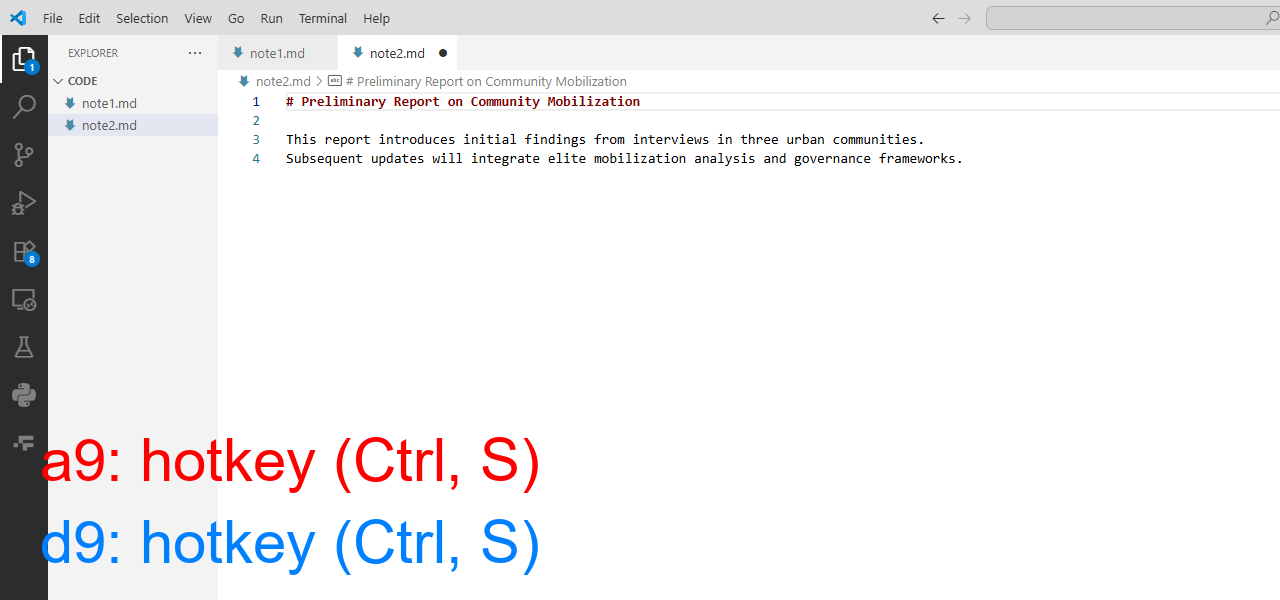 File Edit Selection View Go Run Terminal Help
EXPLORER ···
note1.md note2.md
CODE
note1.md
note2.md
note2.md > # Preliminary Report on Community Mobilization
1 # Preliminary Report on Community Mobilization
2
3 This report introduces initial findings from interviews in three urban communities.
4 Subsequent updates will integrate elite mobilization analysis and governance frameworks.
1
8
a9: hotkey (Ctrl, S)
d9: hotkey (Ctrl, S)